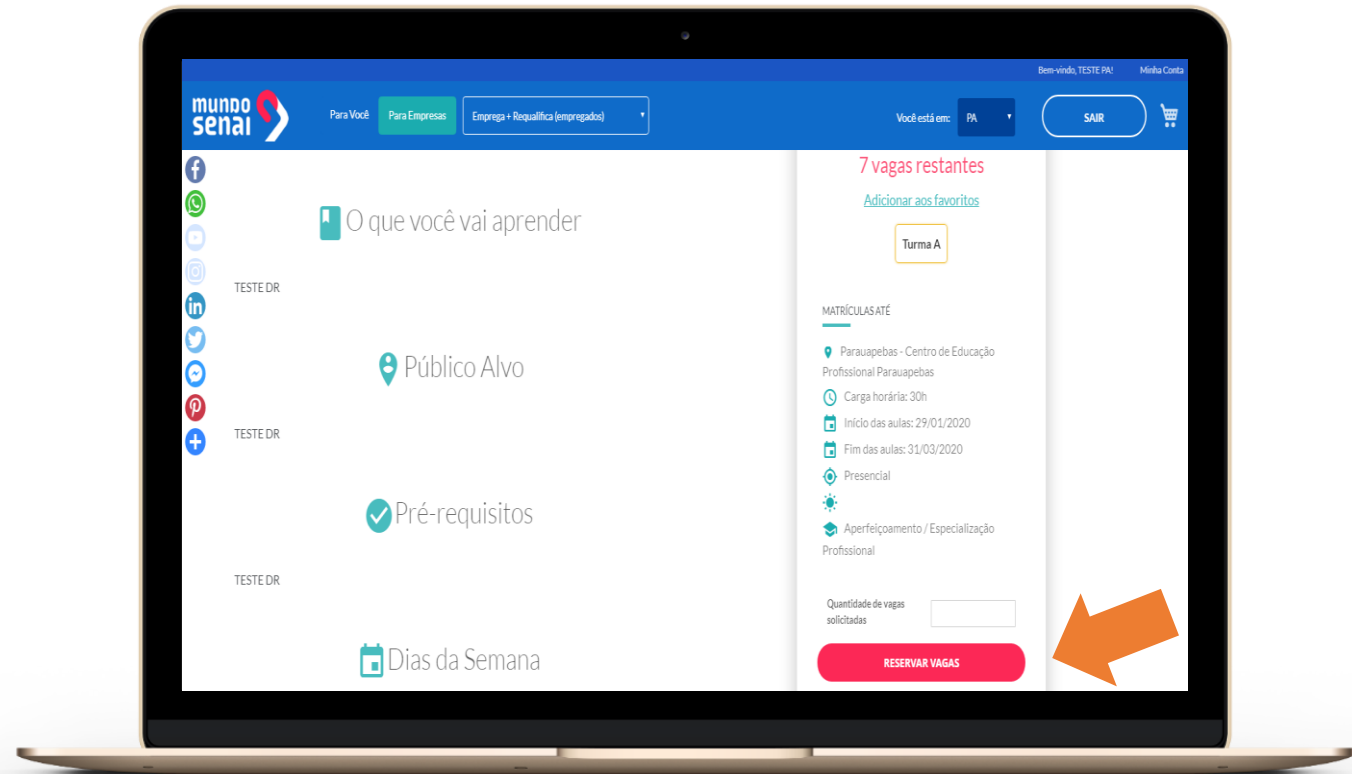 Bem-vindo, TESTE PA! Minha Conta
mundo
senai
Para Você Para Empresas Emprega + Requalifica (empregados) Você está em: PA SAIR
7 vagas restantes
Adicionar aos favoritos
Turma A
O que você vai aprender
TESTE DR
Público Alvo
TESTE DR
Pré-requisitos
TESTE DR
Dias da Semana
MATRÍCULAS ATÉ
Parauapebas - Centro de Educação
Profissional Parauapebas
Carga horária: 30h
Início das aulas: 29/01/2020
Fim das aulas: 31/03/2020
Presencial
Aperfeiçoamento / Especialização
Profissional
Quantidade de vagas
solicitadas
RESERVAR VAGAS